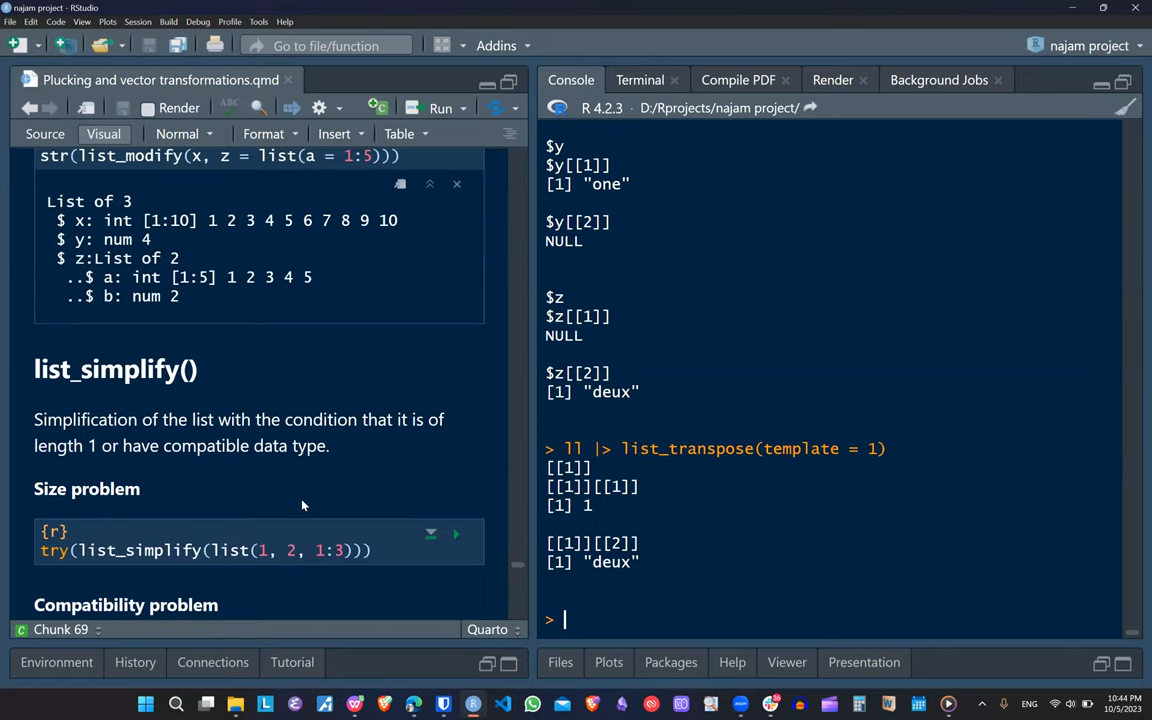 najam project - RStudio
File Edit Code View Plots Session Build Debug Profile Tools Help
Go to file/function
Addins
najam project
Plucking and vector transformations.qmd
Render
ABC
Run
Source Visual Normal Format Insert Table
str(list_modify(x, z = list(a = 1:5)))
List of 3
$ x: int [1:10] 1 2 3 4 5 6 7 8 9 10
$ y: num 4
$ z:List of 2
..$ a: int [1:5] 1 2 3 4 5
..$ b: num 2
list_simplify()
Simplification of the list with the condition that it is of
length 1 or have compatible data type.
Size problem
{r}
try(list_simplify(list(1, 2, 1:3)))
Compatibility problem
C Chunk 69
Quarto
Environment History Connections Tutorial
Console Terminal Compile PDF Render Background Jobs
R 4.2.3 · D:/Rprojects/najam project/
$y
$y[[1]]
[1] "one"
$y[[2]]
NULL
$z
$z[[1]]
NULL
$z[[2]]
[1] "deux"
> ll |> list_transpose(template = 1)
[[1]]
[[1]][[1]]
[1] 1
[[1]][[2]]
[1] "deux"
>
Files Plots Packages Help Viewer Presentation
36
ENG
10:44 PM
10/5/2023